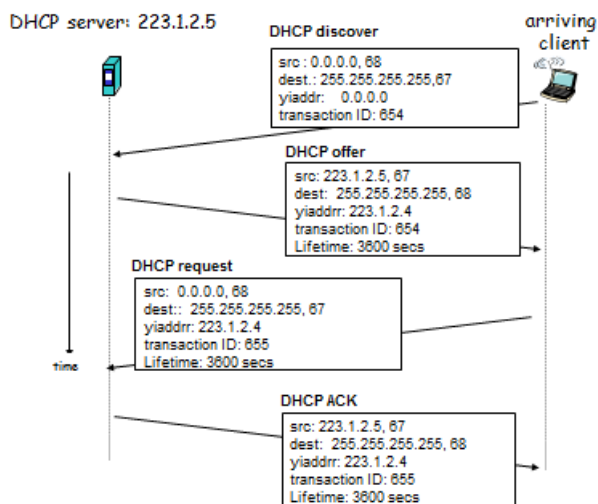 DHCP server: 223.1.2.5
arriving
client
DHCP discover
src : 0.0.0.0, 68
dest.: 255.255.255.255,67
yiaddr:    0.0.0.0
transaction ID: 654
DHCP offer
src: 223.1.2.5, 67
dest:  255.255.255.255, 68
yiaddrr: 223.1.2.4
transaction ID: 654
Lifetime: 3600 secs
DHCP request
src:  0.0.0.0, 68
dest::  255.255.255.255, 67
yiaddrr: 223.1.2.4
transaction ID: 655
Lifetime: 3600 secs
time
DHCP ACK
src: 223.1.2.5, 67
dest:  255.255.255.255, 68
yiaddrr: 223.1.2.4
transaction ID: 655
Lifetime: 3600 secs